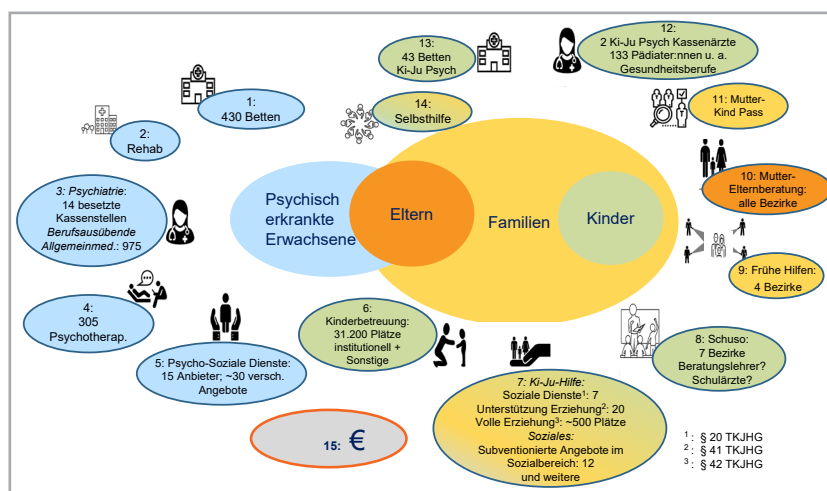 13:
43 Betten
Ki-Ju Psych
12:
2 Ki-Ju Psych Kassenärzte
133 Pädiater:nnen u. a.
Gesundheitsberufe
1:
430 Betten
14:
Selbsthilfe
11: Mutter-
Kind Pass
2:
Rehab
3: Psychiatrie:
14 besetzte
Kassenstellen
Berufsausübende
Allgemeinmed.: 975
Psychisch
erkrankte
Erwachsene
Eltern
Familien
Kinder
10: Mutter-
Elternberatung:
alle Bezirke
9: Frühe Hilfen:
4 Bezirke
4:
305
Psychotherap.
5: Psycho-Soziale Dienste:
15 Anbieter; ~30 versch.
Angebote
6:
Kinderbetreuung:
31.200 Plätze
institutionell +
Sonstige
8: Schuso:
7 Bezirke
Beratungslehrer?
Schulärzte?
7: Ki-Ju-Hilfe:
Soziale Dienste¹: 7
Unterstützung Erziehung²: 20
Volle Erziehung³: ~500 Plätze
Soziales:
Subventionierte Angebote im
Sozialbereich: 12
und weitere
15: €
¹: § 20 TKJHG
²: § 41 TKJHG
³: § 42 TKJHG